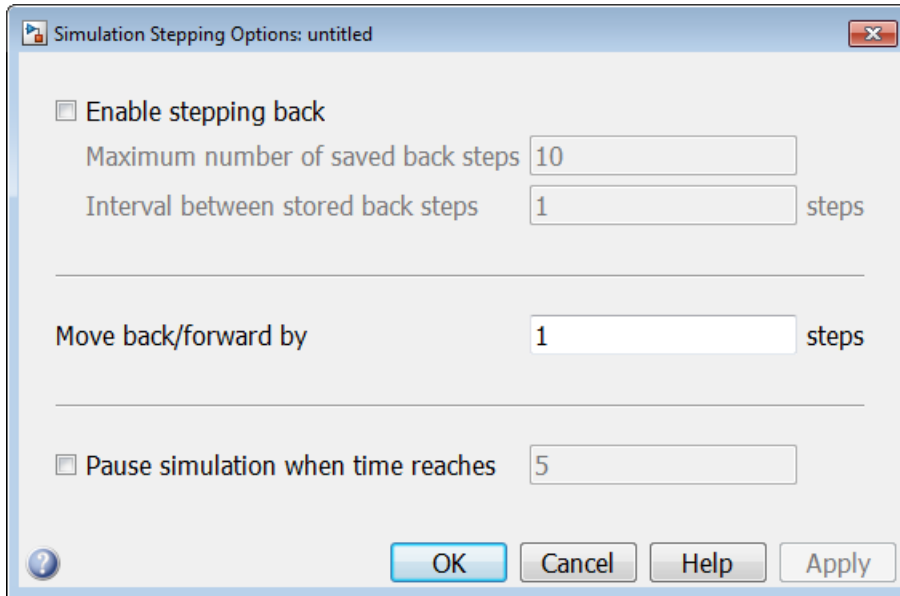 Simulation Stepping Options: untitled
Enable stepping back
Maximum number of saved back steps 10
Interval between stored back steps 1 steps
Move back/forward by 1 steps
Pause simulation when time reaches 5
? OK Cancel Help Apply